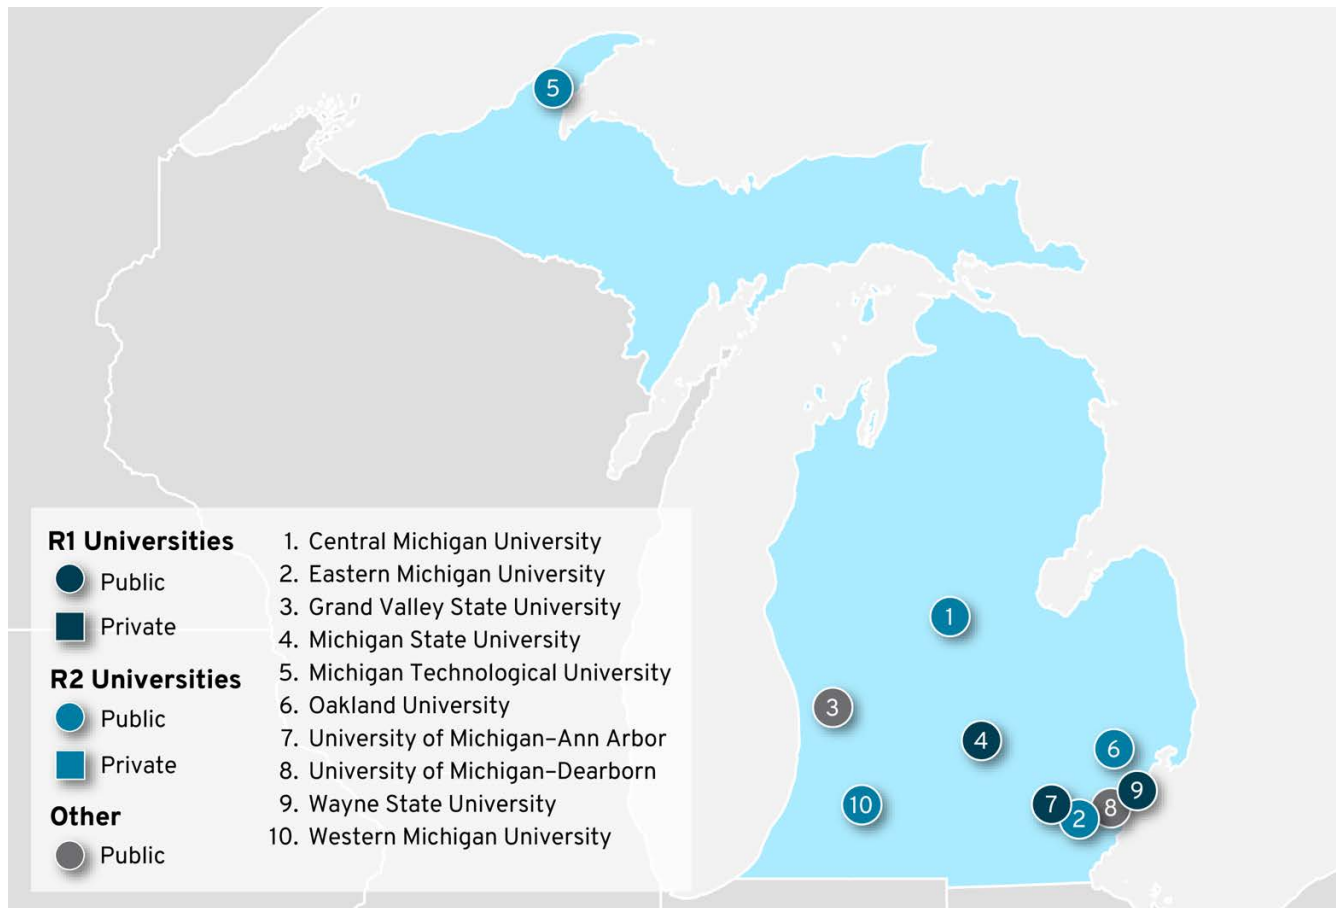 R1 Universities
Public
Private
R2 Universities
Public
Private
Other
Public
1. Central Michigan University
2. Eastern Michigan University
3. Grand Valley State University
4. Michigan State University
5. Michigan Technological University
6. Oakland University
7. University of Michigan–Ann Arbor
8. University of Michigan–Dearborn
9. Wayne State University
10. Western Michigan University
5
1
3
4
6
9
7
10
8
2